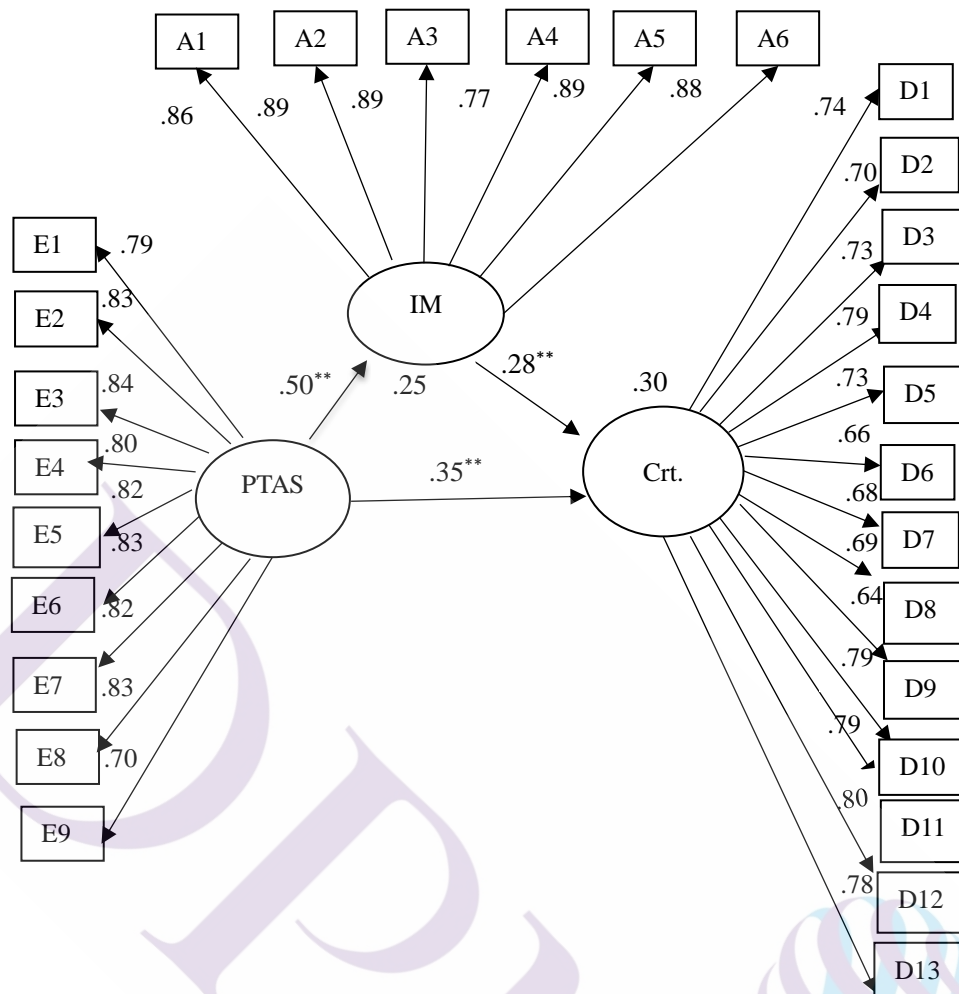 A1 A2 A3 A4 A5 A6
.86 .89 .89 .77 .89 .88
D1
.74
D2
.70
D3
.73
D4
.79
D5
.73
D6
.66
D7
.68
D8
.69
D9
.64
D10
.79
D11
.79
D12
.80
D13
.78
E1
.79
E2
.83
E3
.84
E4
.80
E5
.82
E6
.83
E7
.82
E8
.83
E9
.70
IM
.25
.50**
.28**
.30
PTAS
.35**
Crt.
DP